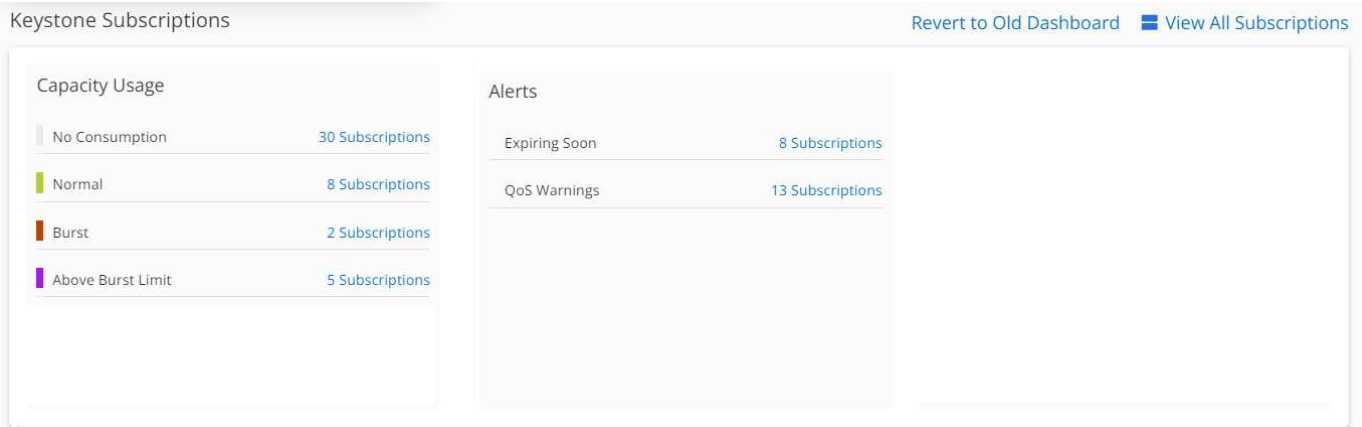 Keystone Subscriptions
Revert to Old Dashboard View All Subscriptions
Capacity Usage
No Consumption 30 Subscriptions
Normal 8 Subscriptions
Burst 2 Subscriptions
Above Burst Limit 5 Subscriptions
Alerts
Expiring Soon 8 Subscriptions
QoS Warnings 13 Subscriptions